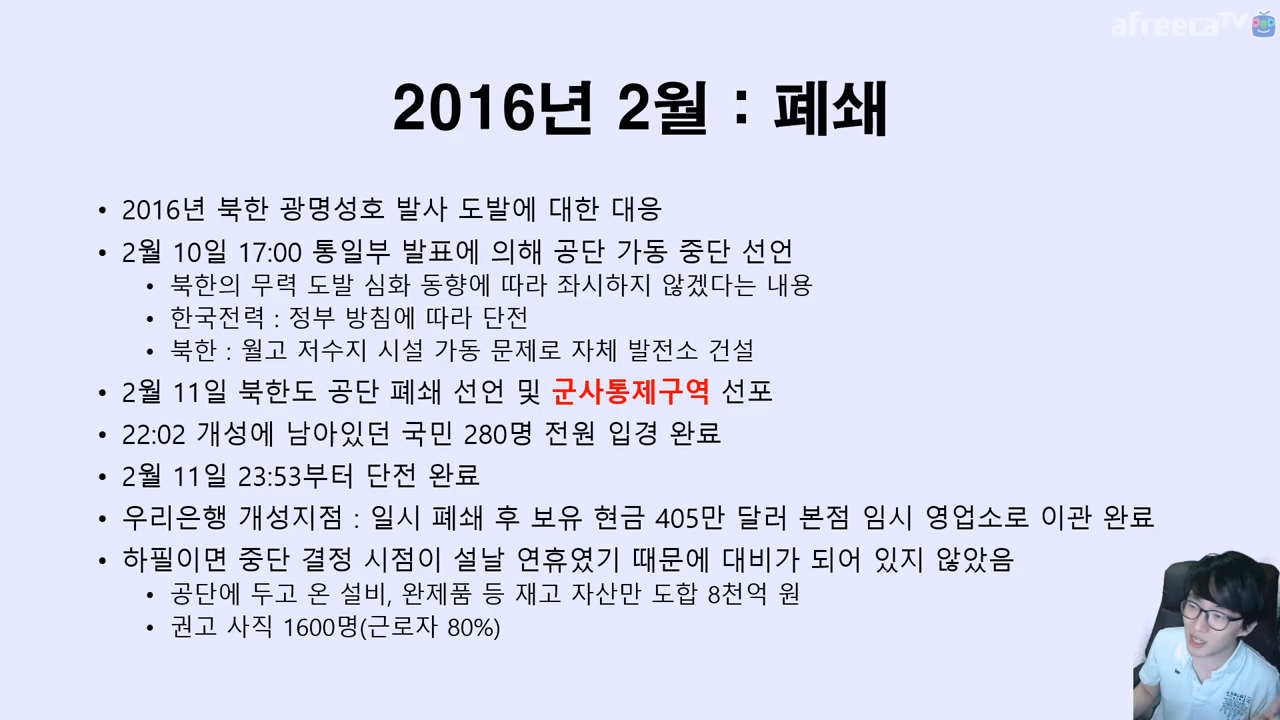 afreecaTV
2016년 2월 : 폐쇄
• 2016년 북한 광명성호 발사 도발에 대한 대응
• 2월 10일 17:00 통일부 발표에 의해 공단 가동 중단 선언
• 북한의 무력 도발 심화 동향에 따라 좌시하지 않겠다는 내용
• 한국전력 : 정부 방침에 따라 단전
• 북한 : 월고 저수지 시설 가동 문제로 자체 발전소 건설
• 2월 11일 북한도 공단 폐쇄 선언 및 군사통제구역 선포
• 22:02 개성에 남아있던 국민 280명 전원 입경 완료
• 2월 11일 23:53부터 단전 완료
• 우리은행 개성지점 : 일시 폐쇄 후 보유 현금 405만 달러 본점 임시 영업소로 이관 완료
• 하필이면 중단 결정 시점이 설날 연휴였기 때문에 대비가 되어 있지 않았음
• 공단에 두고 온 설비, 완제품 등 재고 자산만 도합 8천억 원
• 권고 사직 1600명(근로자 80%)